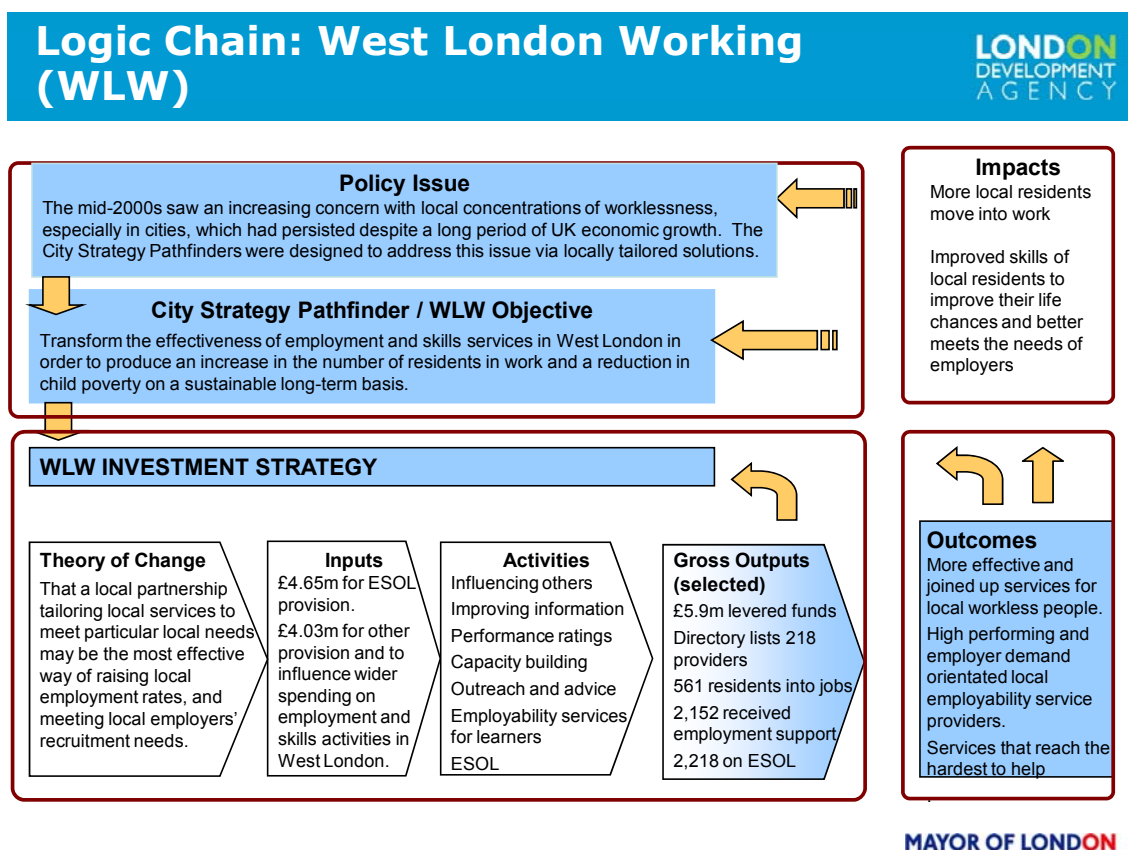 Logic Chain: West London Working
(WLW)
LONDON
DEVELOPMENT
AGENCY
Policy Issue
The mid-2000s saw an increasing concern with local concentrations of worklessness,
especially in cities, which had persisted despite a long period of UK economic growth. The
City Strategy Pathfinders were designed to address this issue via locally tailored solutions.
City Strategy Pathfinder / WLW Objective
Transform the effectiveness of employment and skills services in West London in
order to produce an increase in the number of residents in work and a reduction in
child poverty on a sustainable long-term basis.
Impacts
More local residents
move into work
Improved skills of
local residents to
improve their life
chances and better
meets the needs of
employers
WLW INVESTMENT STRATEGY
Theory of Change
That a local partnership
tailoring local services to
meet particular local needs
may be the most effective
way of raising local
employment rates, and
meeting local employers'
recruitment needs.
Inputs
£4.65m for ESOL
provision.
£4.03m for other
provision and to
influence wider
spending on
employment and
skills activities in
West London.
Activities
Influencing others
Improving information
Performance ratings
Capacity building
Outreach and advice
Employability services
for learners
ESOL
Gross Outputs
(selected)
£5.9m levered funds
Directory lists 218
providers
561 residents into jobs
2,152 received
employment support
2,218 on ESOL
Outcomes
More effective and
joined up services for
local workless people.
High performing and
employer demand
orientated local
employability service
providers.
Services that reach the
hardest to help
MAYOR OF LONDON